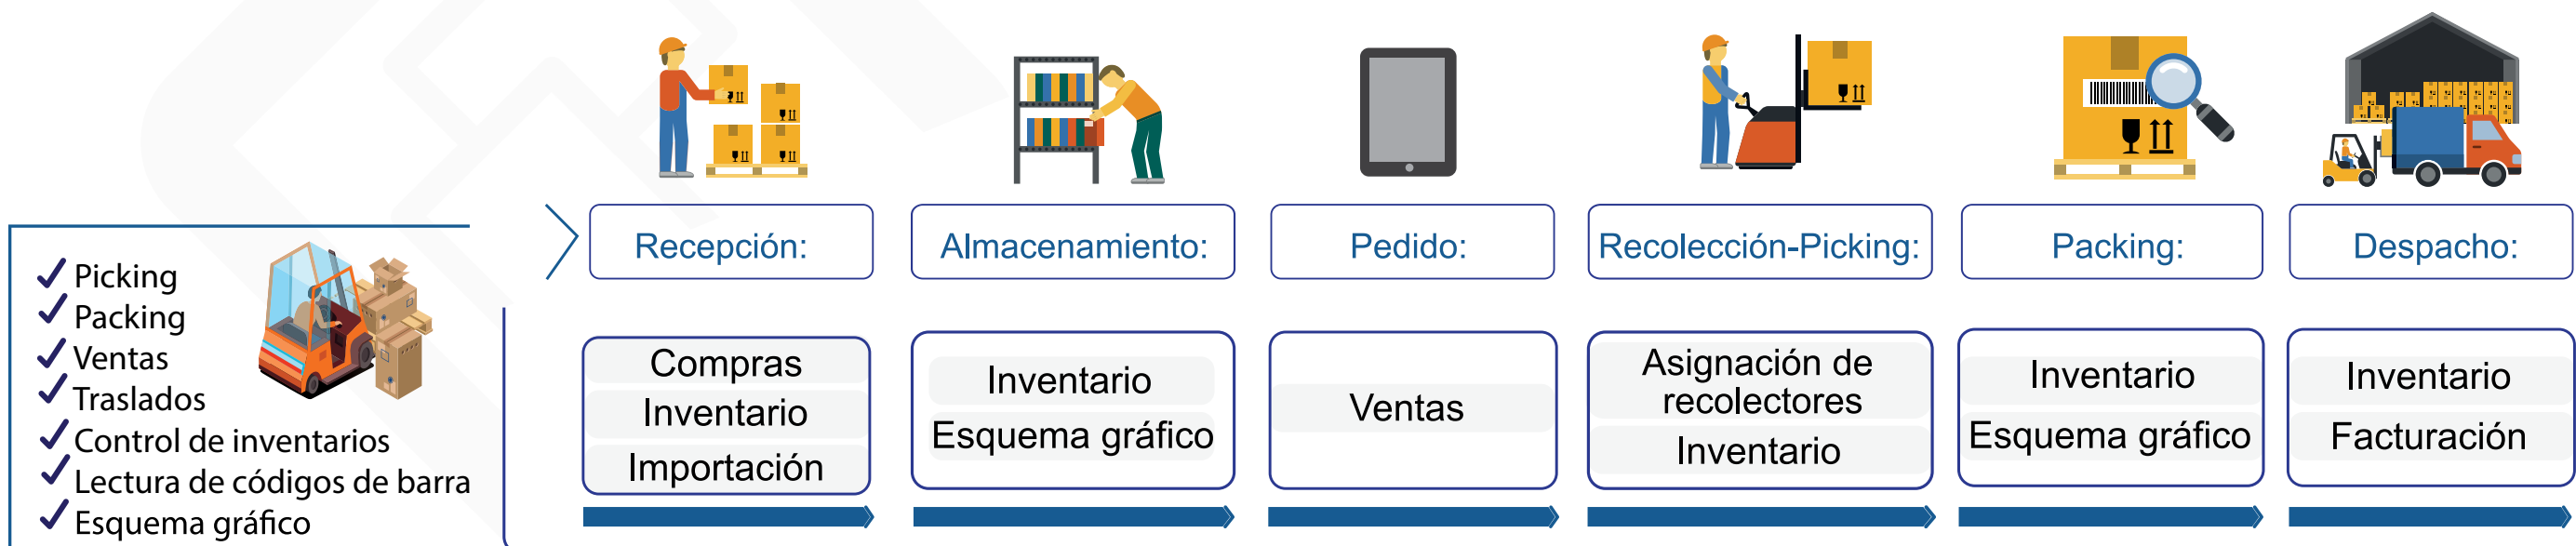 Picking
Packing
Ventas
Traslados
Control de inventarios
Lectura de códigos de barra
Esquema gráfico
Recepción:
Compras
Inventario
Importación
Almacenamiento:
Inventario
Esquema gráfico
Pedido:
Ventas
Recolección-Picking:
Asignación de
recolectores
Inventario
Packing:
Inventario
Esquema gráfico
Despacho:
Inventario
Facturación